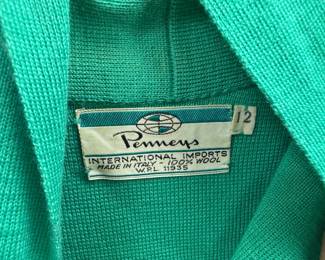 Penneys
12
INTERNATIONAL IMPORTS
MADE IN ITALY - 100% WOOL
W.P.L. 11935